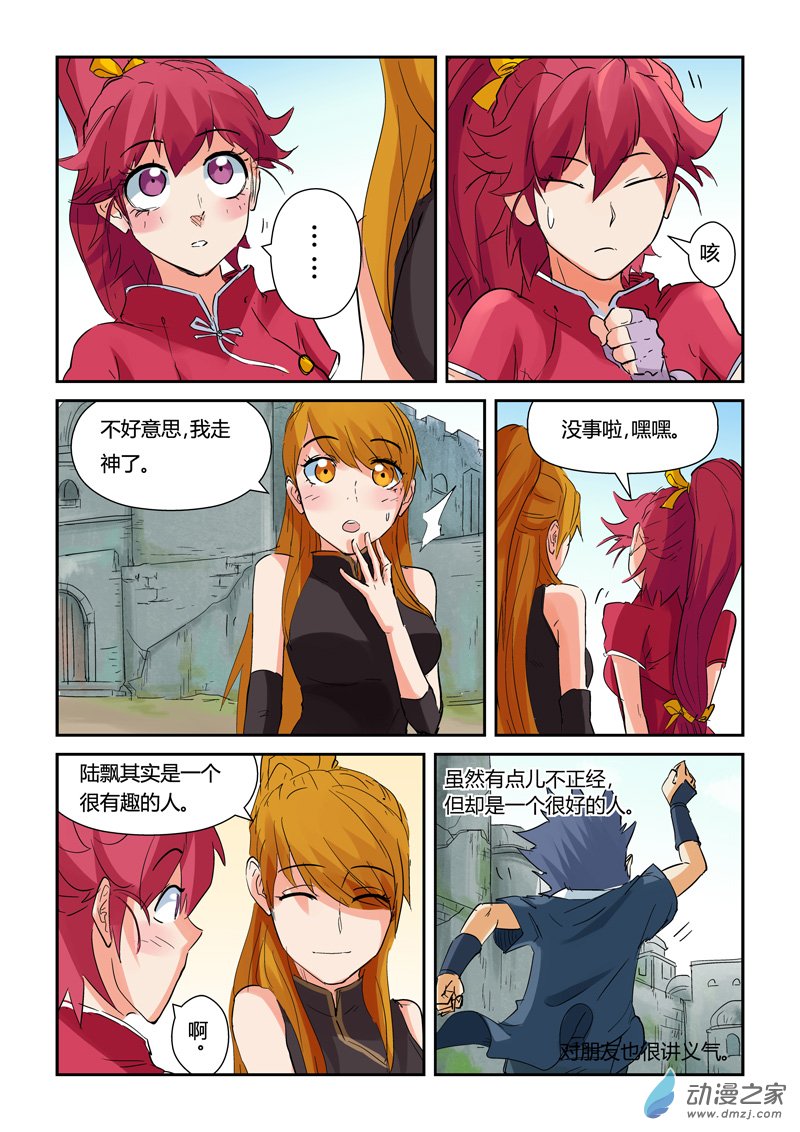 ……
咳
不好意思，我走
神了。
没事啦，嘿嘿。
陆飘其实是一个
很有趣的人。
啊。
虽然有点儿不正经，
但却是一个很好的人。
对朋友也很讲义气。
动漫之家
www.dmzj.com